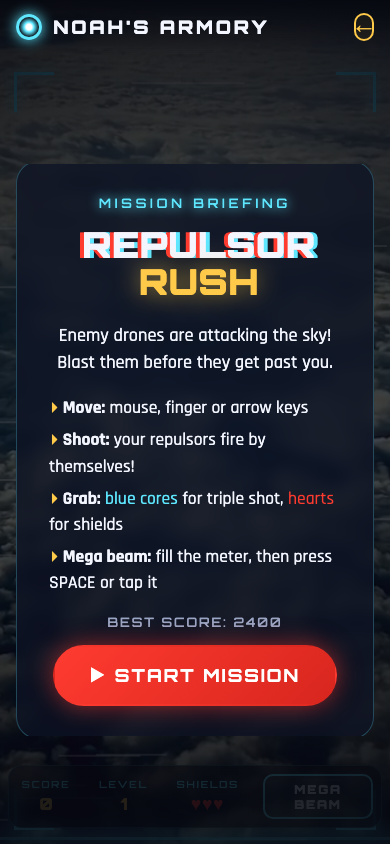 NOAH'S ARMORY
←
MISSION BRIEFING
REPULSOR
RUSH
Enemy drones are attacking the sky!
Blast them before they get past you.
Move: mouse, finger or arrow keys
Shoot: your repulsors fire by
themselves!
Grab: blue cores for triple shot, hearts
for shields
Mega beam: fill the meter, then press
SPACE or tap it
BEST SCORE: 2400
▶ START MISSION
SCORE LEVEL SHIELDS MEGA
0 1 ♥♥♥ BEAM